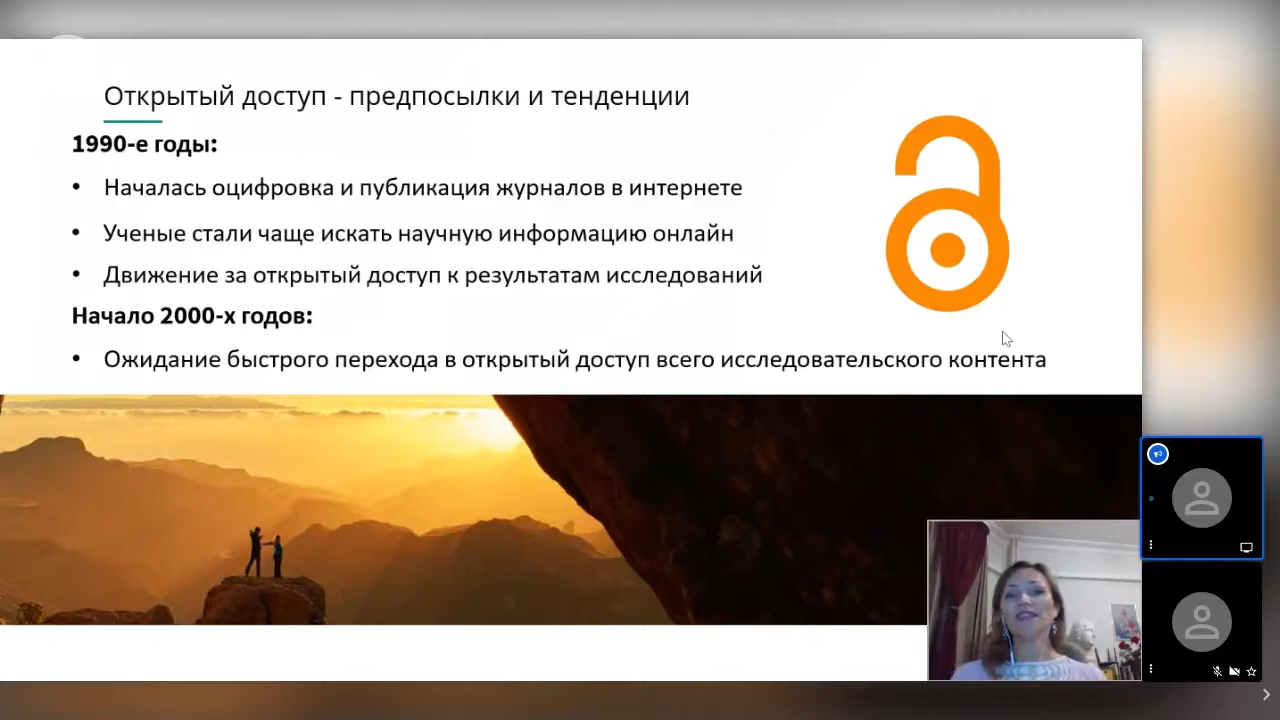 Открытый доступ - предпосылки и тенденции
1990-е годы:
• Началась оцифровка и публикация журналов в интернете
• Ученые стали чаще искать научную информацию онлайн
• Движение за открытый доступ к результатам исследований
Начало 2000-х годов:
• Ожидание быстрого перехода в открытый доступ всего исследовательского контента